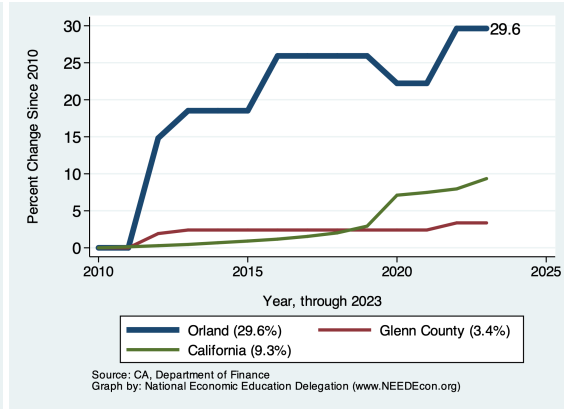 Percent Change Since 2010
30
25
20
15
10
5
0
29.6
2010 2015 2020 2025
Year, through 2023
Orland (29.6%) Glenn County (3.4%)
California (9.3%)
Source: CA, Department of Finance
Graph by: National Economic Education Delegation (www.NEEDEcon.org)